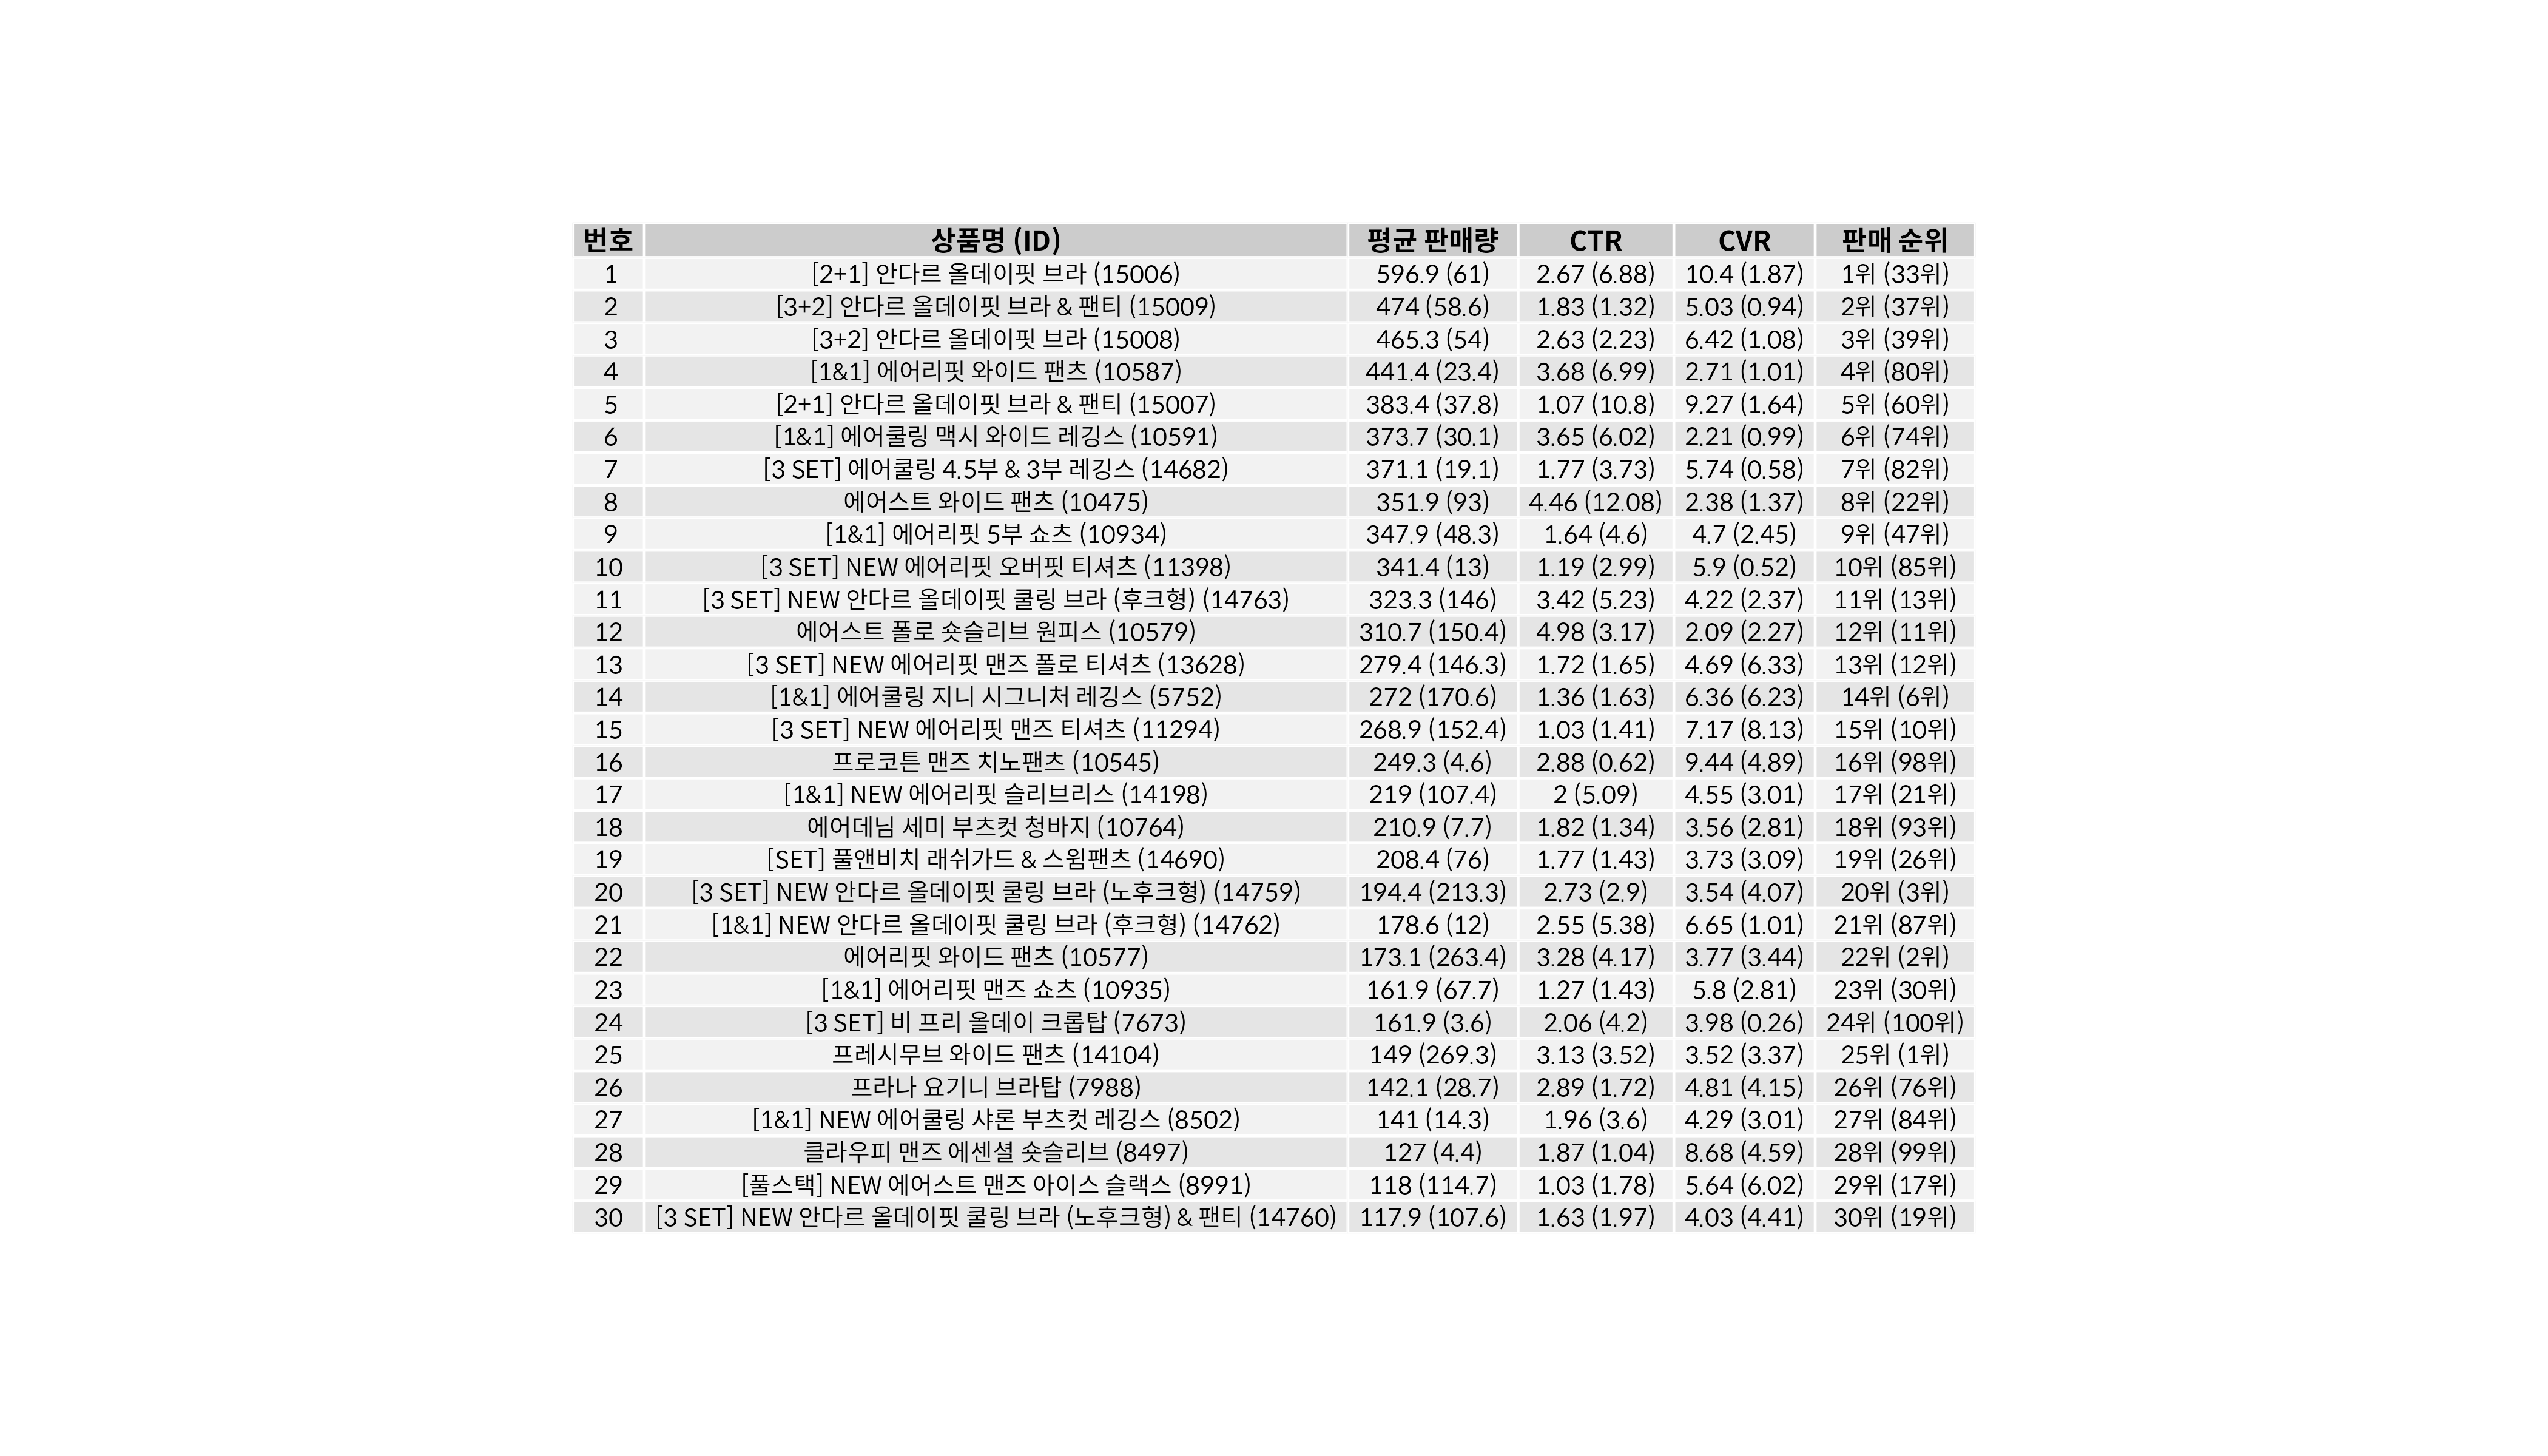 번호 상품명 (ID) 평균 판매량 CTR CVR 판매 순위
1 [2+1] 안다르 올데이핏 브라 (15006) 596.9 (61) 2.67 (6.88) 10.4 (1.87) 1위 (33위)
2 [3+2] 안다르 올데이핏 브라 & 팬티 (15009) 474 (58.6) 1.83 (1.32) 5.03 (0.94) 2위 (37위)
3 [3+2] 안다르 올데이핏 브라 (15008) 465.3 (54) 2.63 (2.23) 6.42 (1.08) 3위 (39위)
4 [1&1] 에어리핏 와이드 팬츠 (10587) 441.4 (23.4) 3.68 (6.99) 2.71 (1.01) 4위 (80위)
5 [2+1] 안다르 올데이핏 브라 & 팬티 (15007) 383.4 (37.8) 1.07 (10.8) 9.27 (1.64) 5위 (60위)
6 [1&1] 에어쿨링 맥시 와이드 레깅스 (10591) 373.7 (30.1) 3.65 (6.02) 2.21 (0.99) 6위 (74위)
7 [3 SET] 에어쿨링 4.5부 & 3부 레깅스 (14682) 371.1 (19.1) 1.77 (3.73) 5.74 (0.58) 7위 (82위)
8 에어스트 와이드 팬츠 (10475) 351.9 (93) 4.46 (12.08) 2.38 (1.37) 8위 (22위)
9 [1&1] 에어리핏 5부 쇼츠 (10934) 347.9 (48.3) 1.64 (4.6) 4.7 (2.45) 9위 (47위)
10 [3 SET] NEW 에어리핏 오버핏 티셔츠 (11398) 341.4 (13) 1.19 (2.99) 5.9 (0.52) 10위 (85위)
11 [3 SET] NEW 안다르 올데이핏 쿨링 브라 (후크형) (14763) 323.3 (146) 3.42 (5.23) 4.22 (2.37) 11위 (13위)
12 에어스트 폴로 숏슬리브 원피스 (10579) 310.7 (150.4) 4.98 (3.17) 2.09 (2.27) 12위 (11위)
13 [3 SET] NEW 에어리핏 맨즈 폴로 티셔츠 (13628) 279.4 (146.3) 1.72 (1.65) 4.69 (6.33) 13위 (12위)
14 [1&1] 에어쿨링 지니 시그니처 레깅스 (5752) 272 (170.6) 1.36 (1.63) 6.36 (6.23) 14위 (6위)
15 [3 SET] NEW 에어리핏 맨즈 티셔츠 (11294) 268.9 (152.4) 1.03 (1.41) 7.17 (8.13) 15위 (10위)
16 프로코튼 맨즈 치노팬츠 (10545) 249.3 (4.6) 2.88 (0.62) 9.44 (4.89) 16위 (98위)
17 [1&1] NEW 에어리핏 슬리브리스 (14198) 219 (107.4) 2 (5.09) 4.55 (3.01) 17위 (21위)
18 에어데님 세미 부츠컷 청바지 (10764) 210.9 (7.7) 1.82 (1.34) 3.56 (2.81) 18위 (93위)
19 [SET] 풀앤비치 래쉬가드 & 스윔팬츠 (14690) 208.4 (76) 1.77 (1.43) 3.73 (3.09) 19위 (26위)
20 [3 SET] NEW 안다르 올데이핏 쿨링 브라 (노후크형) (14759) 194.4 (213.3) 2.73 (2.9) 3.54 (4.07) 20위 (3위)
21 [1&1] NEW 안다르 올데이핏 쿨링 브라 (후크형) (14762) 178.6 (12) 2.55 (5.38) 6.65 (1.01) 21위 (87위)
22 에어리핏 와이드 팬츠 (10577) 173.1 (263.4) 3.28 (4.17) 3.77 (3.44) 22위 (2위)
23 [1&1] 에어리핏 맨즈 쇼츠 (10935) 161.9 (67.7) 1.27 (1.43) 5.8 (2.81) 23위 (30위)
24 [3 SET] 비 프리 올데이 크롭탑 (7673) 161.9 (3.6) 2.06 (4.2) 3.98 (0.26) 24위 (100위)
25 프레시무브 와이드 팬츠 (14104) 149 (269.3) 3.13 (3.52) 3.52 (3.37) 25위 (1위)
26 프라나 요기니 브라탑 (7988) 142.1 (28.7) 2.89 (1.72) 4.81 (4.15) 26위 (76위)
27 [1&1] NEW 에어쿨링 샤론 부츠컷 레깅스 (8502) 141 (14.3) 1.96 (3.6) 4.29 (3.01) 27위 (84위)
28 클라우피 맨즈 에센셜 숏슬리브 (8497) 127 (4.4) 1.87 (1.04) 8.68 (4.59) 28위 (99위)
29 [풀스택] NEW 에어스트 맨즈 아이스 슬랙스 (8991) 118 (114.7) 1.03 (1.78) 5.64 (6.02) 29위 (17위)
30 [3 SET] NEW 안다르 올데이핏 쿨링 브라 (노후크형) & 팬티 (14760) 117.9 (107.6) 1.63 (1.97) 4.03 (4.41) 30위 (19위)